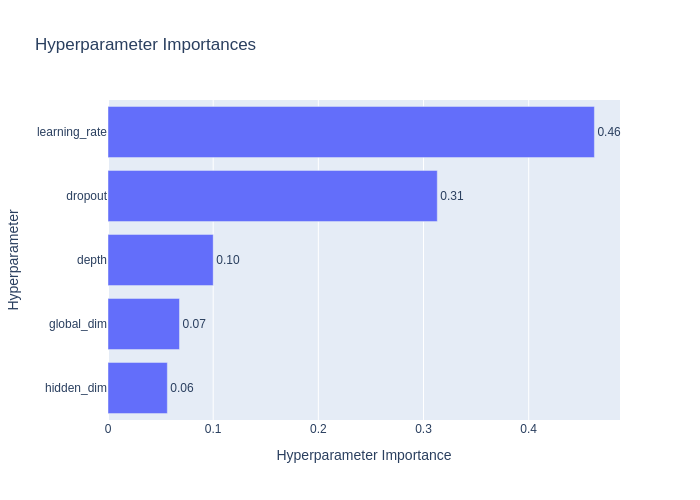 Hyperparameter Importances
Hyperparameter
learning_rate 0.46
dropout 0.31
depth 0.10
global_dim 0.07
hidden_dim 0.06
0 0.1 0.2 0.3 0.4
Hyperparameter Importance